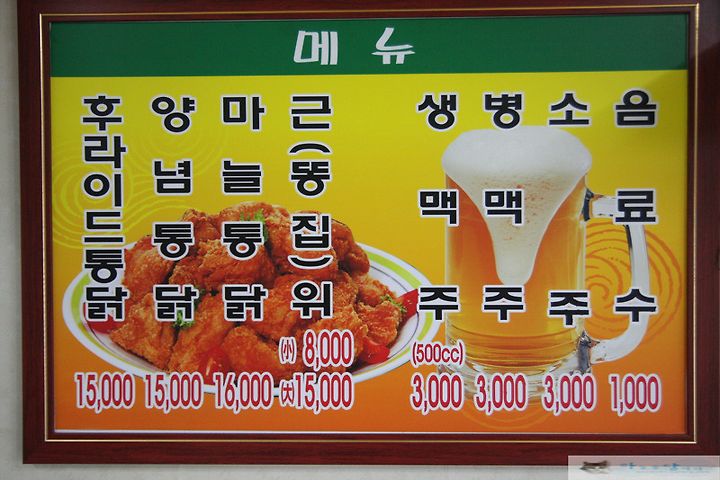 메뉴
후라이드통닭
양념통닭
마늘통닭
근(똥집)위
생맥주
병맥주
소주
음료수
(小) 8,000
15,000
15,000
16,000
(大)15,000
(500cc)
3,000
3,000
3,000
1,000